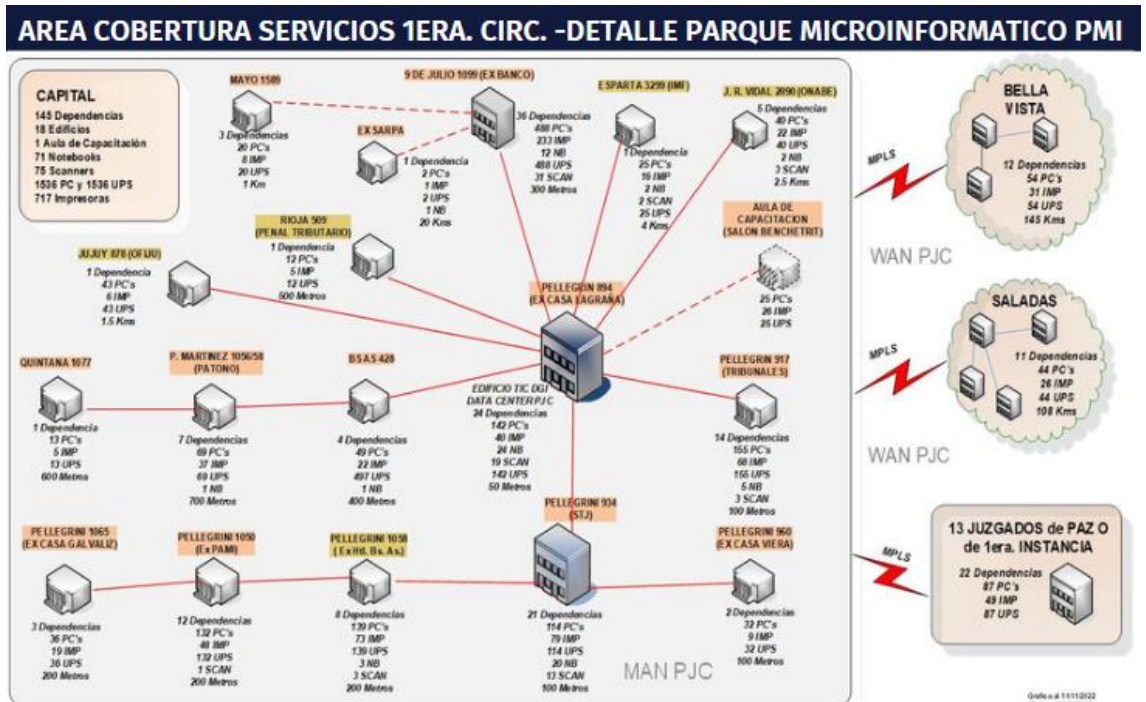 AREA COBERTURA SERVICIOS 1ERA. CIRC. -DETALLE PARQUE MICROINFORMATICO PMI
CAPITAL
145 Dependencias
18 Edificios
1 Aula de Capacitación
71 Notebooks
75 Scanners
1536 PC y 1536 UPS
717 Impresoras
MAYO 1589
3 Dependencias
20 PC's
8 IMP
20 UPS
1 Km
EX SARPA
1 Dependencia
2 PC's
1 IMP
2 UPS
1 NB
20 Kms
9 DE JULIO 1099 (EX BANCO)
36 Dependencias
488 PC's
233 IMP
12 NB
488 UPS
31 SCAN
300 Metros
ESPARTA 3299 (IMF)
1 Dependencia
25 PC's
16 IMP
2 NB
2 SCAN
25 UPS
4 Kms
J. R. VIDAL 2090 (ONABE)
5 Dependencias
40 PC's
22 IMP
40 UPS
2 NB
3 SCAN
2.5 Kms
JUJUY 878 (OFIJU)
1 Dependencia
43 PC's
6 IMP
43 UPS
1.5 Kms
RIOJA 509
(PENAL TRIBUTARIO)
1 Dependencia
12 PC's
5 IMP
12 UPS
500 Metros
AULA DE
CAPACITACION
(SALON BENCHETRIT)
25 PC's
26 IMP
25 UPS
PELLEGRIN 894
(EX CASA LAGRAÑA)
EDIFICIO TIC DGI
DATA CENTER PJC
24 Dependencias
142 PC's
40 IMP
24 NB
19 SCAN
142 UPS
50 Metros
QUINTANA 1077
1 Dependencia
13 PC's
5 IMP
13 UPS
600 Metros
P. MARTINEZ 1056/58
(PATONO)
7 Dependencias
69 PC's
37 IMP
69 UPS
1 NB
700 Metros
BS AS 428
4 Dependencias
49 PC's
22 IMP
497 UPS
1 NB
400 Metros
PELLEGRIN 917
(TRIBUNALES)
14 Dependencias
155 PC's
68 IMP
155 UPS
5 NB
3 SCAN
100 Metros
PELLEGRINI 1065
(EX CASA GALVALIZ)
3 Dependencias
36 PC's
19 IMP
36 UPS
200 Metros
PELLEGRINI 1050
(Ex PAMI)
12 Dependencias
132 PC's
48 IMP
132 UPS
1 SCAN
200 Metros
PELLEGRINI 1058
( Ex Htl. Bs. As.)
8 Dependencias
139 PC's
73 IMP
139 UPS
3 NB
3 SCAN
200 Metros
PELLEGRINI 934
(STJ)
21 Dependencias
114 PC's
79 IMP
114 UPS
20 NB
13 SCAN
100 Metros
PELLEGRINI 960
(EX CASA VIERA)
2 Dependencias
32 PC's
9 IMP
32 UPS
100 Metros
MAN PJC
MPLS
BELLA
VISTA
12 Dependencias
54 PC's
31 IMP
54 UPS
145 Kms
WAN PJC
MPLS
SALADAS
11 Dependencias
44 PC's
26 IMP
44 UPS
108 Kms
WAN PJC
MPLS
13 JUZGADOS de PAZ O
de 1era. INSTANCIA
22 Dependencias
87 PC's
49 IMP
87 UPS
Grafico al 11/11/2022